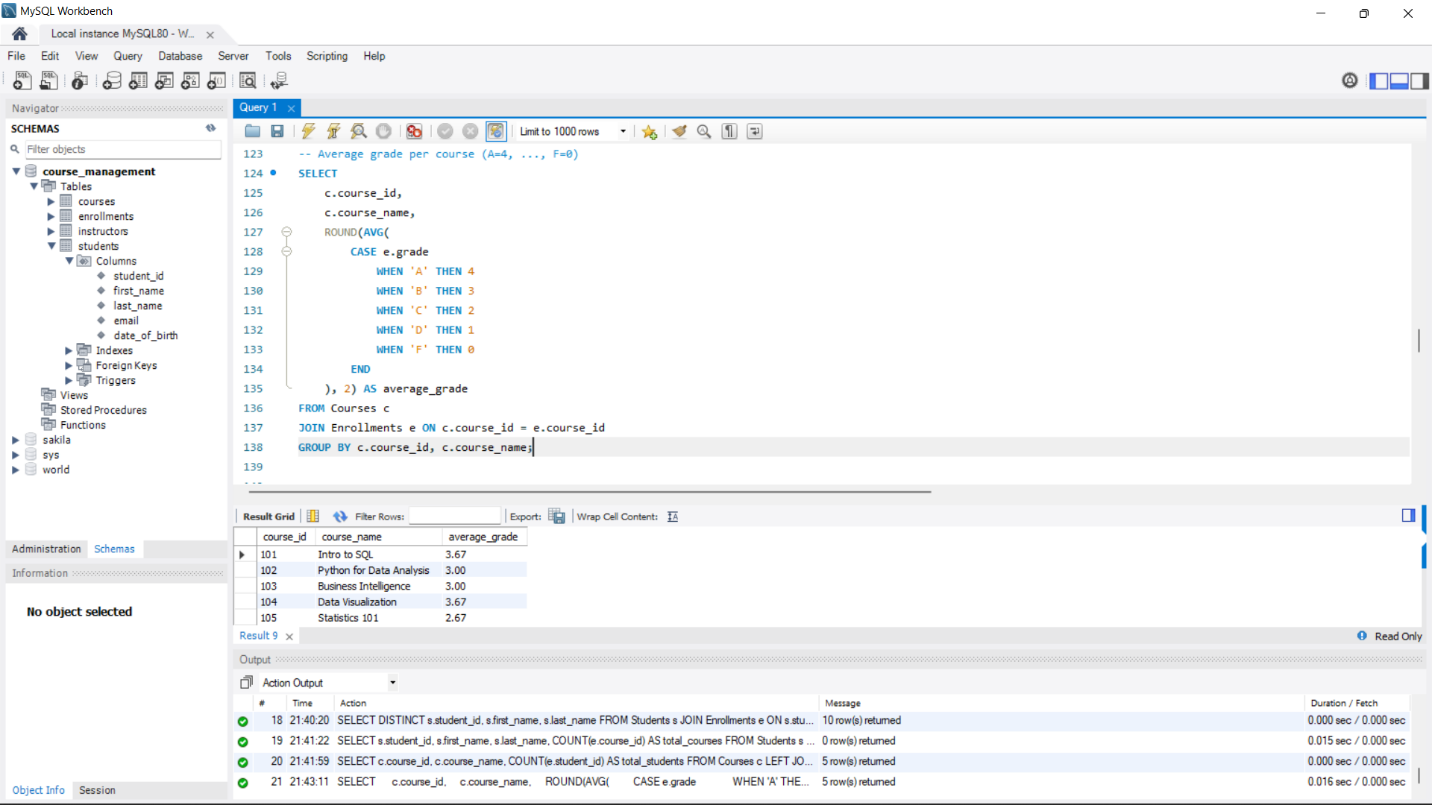 MySQL Workbench
Local instance MySQL80 - W...
File Edit View Query Database Server Tools Scripting Help
Navigator
SCHEMAS
Filter objects
course_management
Tables
courses
enrollments
instructors
students
Columns
student_id
first_name
last_name
email
date_of_birth
Indexes
Foreign Keys
Triggers
Views
Stored Procedures
Functions
sakila
sys
world
Administration Schemas
Information
No object selected
Object Info Session
Query 1
Limit to 1000 rows
123 -- Average grade per course (A=4, ..., F=0)
124 SELECT
125 c.course_id,
126 c.course_name,
127 ROUND(AVG(
128 CASE e.grade
129 WHEN 'A' THEN 4
130 WHEN 'B' THEN 3
131 WHEN 'C' THEN 2
132 WHEN 'D' THEN 1
133 WHEN 'F' THEN 0
134 END
135 ), 2) AS average_grade
136 FROM Courses c
137 JOIN Enrollments e ON c.course_id = e.course_id
138 GROUP BY c.course_id, c.course_name;
139
Result Grid Filter Rows: Export: Wrap Cell Content:
course_id course_name average_grade
101 Intro to SQL 3.67
102 Python for Data Analysis 3.00
103 Business Intelligence 3.00
104 Data Visualization 3.67
105 Statistics 101 2.67
Result 9 Read Only
Output
Action Output
# Time Action Message Duration / Fetch
18 21:40:20 SELECT DISTINCT s.student_id, s.first_name, s.last_name FROM Students s JOIN Enrollments e ON s.stu... 10 row(s) returned 0.000 sec / 0.000 sec
19 21:41:22 SELECT s.student_id, s.first_name, s.last_name, COUNT(e.course_id) AS total_courses FROM Students s ... 0 row(s) returned 0.015 sec / 0.000 sec
20 21:41:59 SELECT c.course_id, c.course_name, COUNT(e.student_id) AS total_students FROM Courses c LEFT JO... 5 row(s) returned 0.000 sec / 0.000 sec
21 21:43:11 SELECT c.course_id, c.course_name, ROUND(AVG( CASE e.grade WHEN 'A' THE... 5 row(s) returned 0.016 sec / 0.000 sec